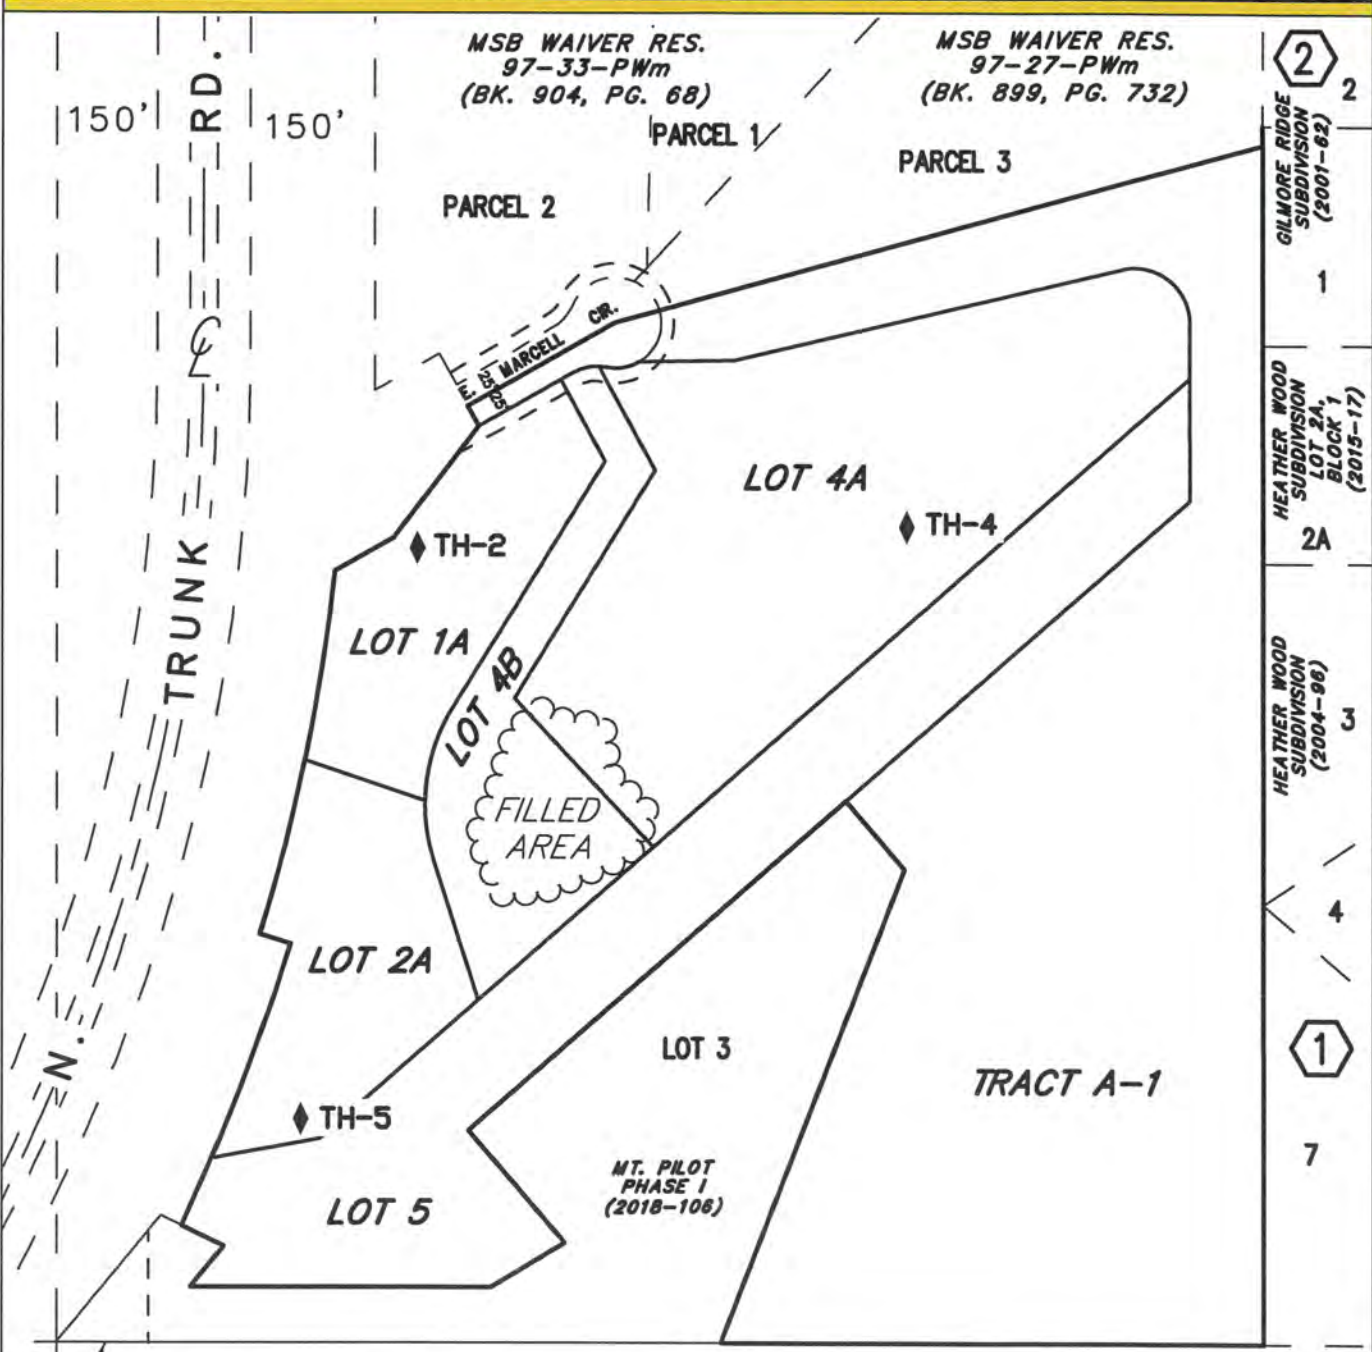 MSB WAIVER RES.
97-33-PWm
(BK. 904, PG. 68)
MSB WAIVER RES.
97-27-PWm
(BK. 899, PG. 732)
2
2
150'
150'
N. TRUNK RD.
℄
PARCEL 1
PARCEL 2
PARCEL 3
GILMORE RIDGE
SUBDIVISION
(2001-62)
1
MARCELL CIR.
E.
25'
25'
HEATHER WOOD
SUBDIVISION
LOT 2A,
BLOCK 1
(2015-17)
2A
LOT 4A
TH-4
TH-2
LOT 1A
LOT 4B
HEATHER WOOD
SUBDIVISION
(2004-96)
3
FILLED
AREA
4
LOT 2A
LOT 3
TRACT A-1
1
TH-5
7
MT. PILOT
PHASE I
(2018-106)
LOT 5